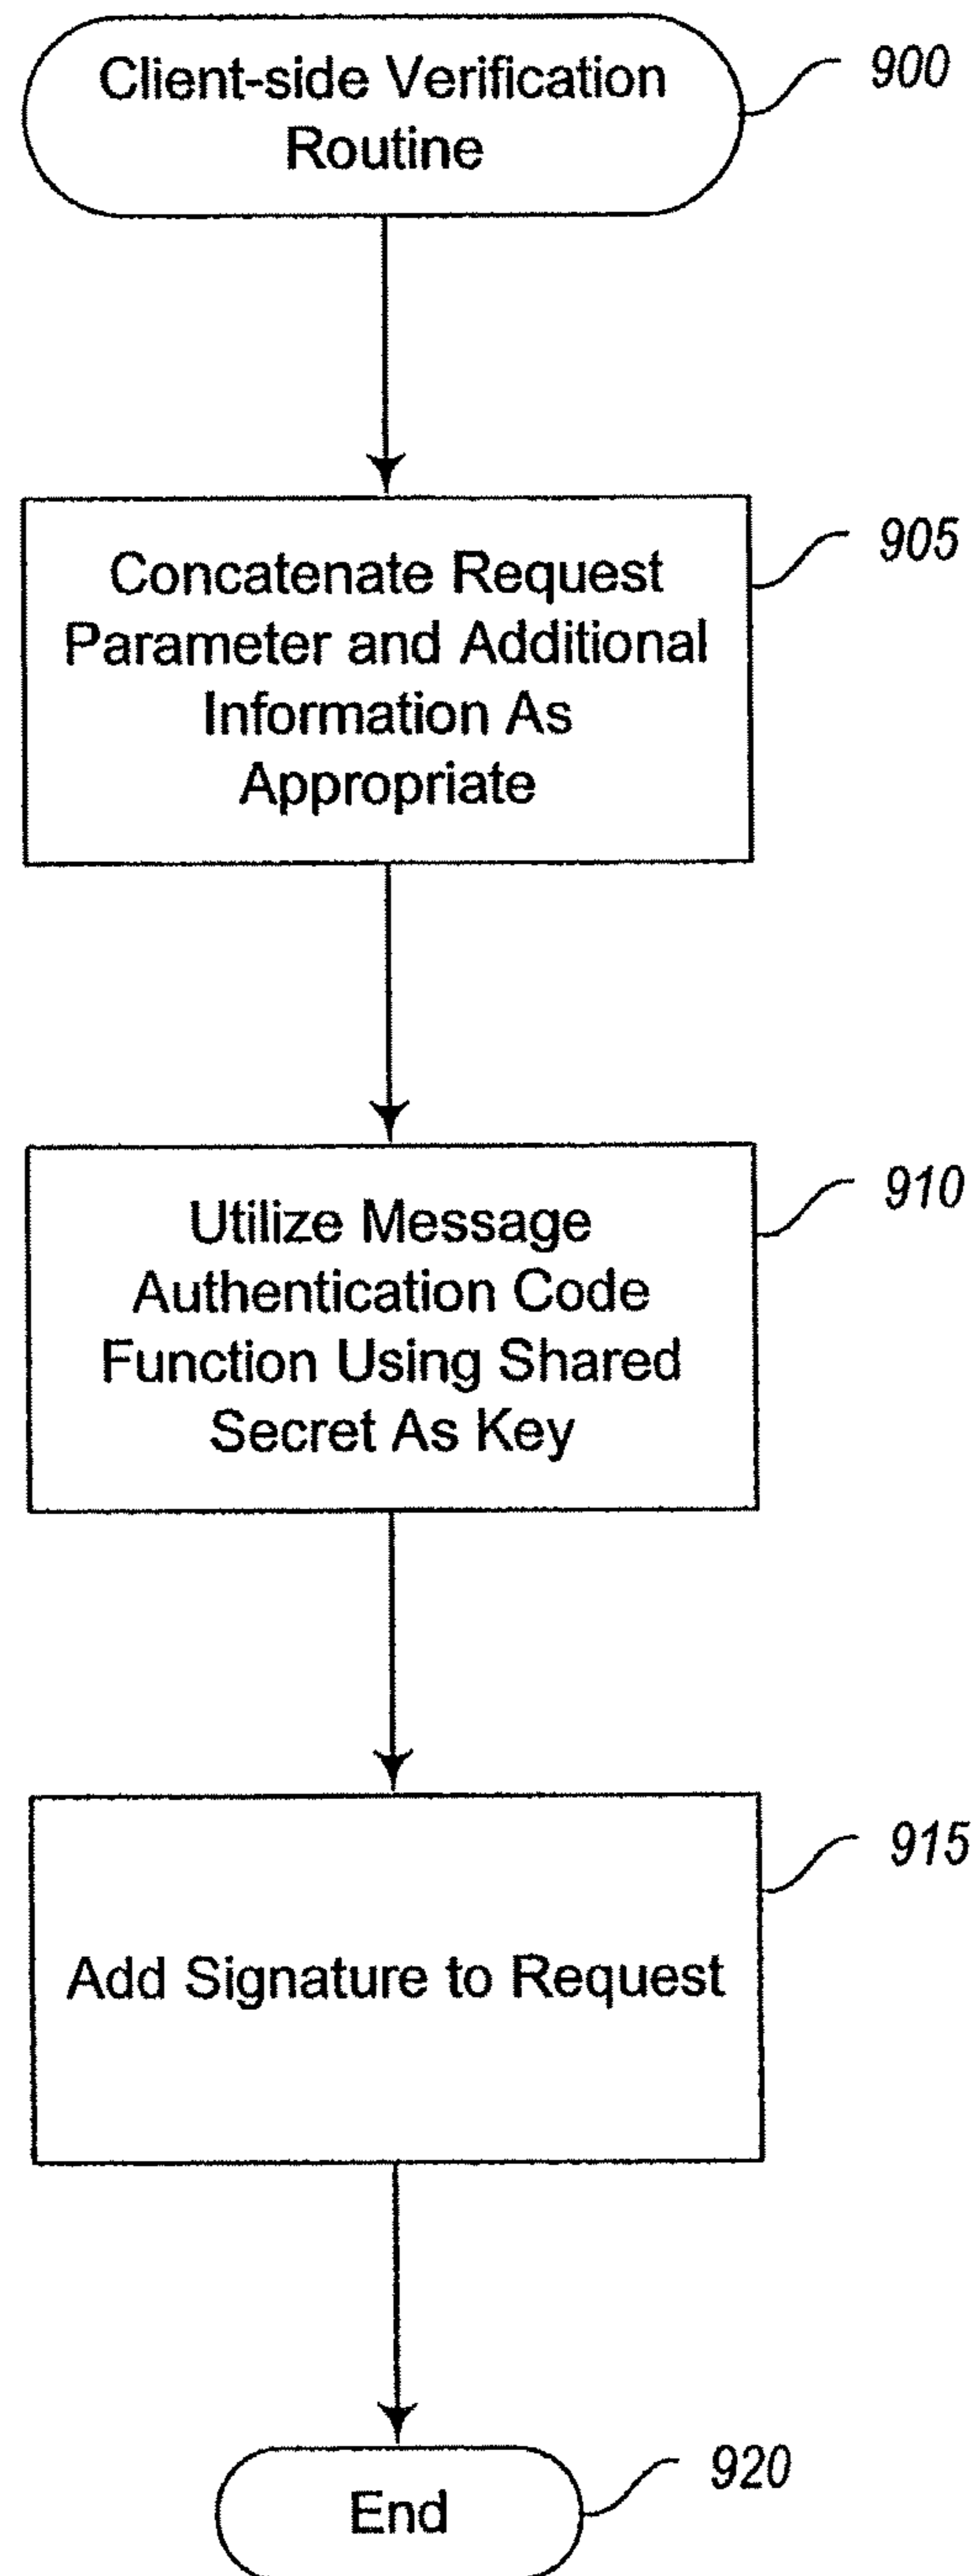 Client-side Verification
Routine
900
Concatenate Request
Parameter and Additional
Information As
Appropriate
905
Utilize Message
Authentication Code
Function Using Shared
Secret As Key
910
Add Signature to Request
915
End
920